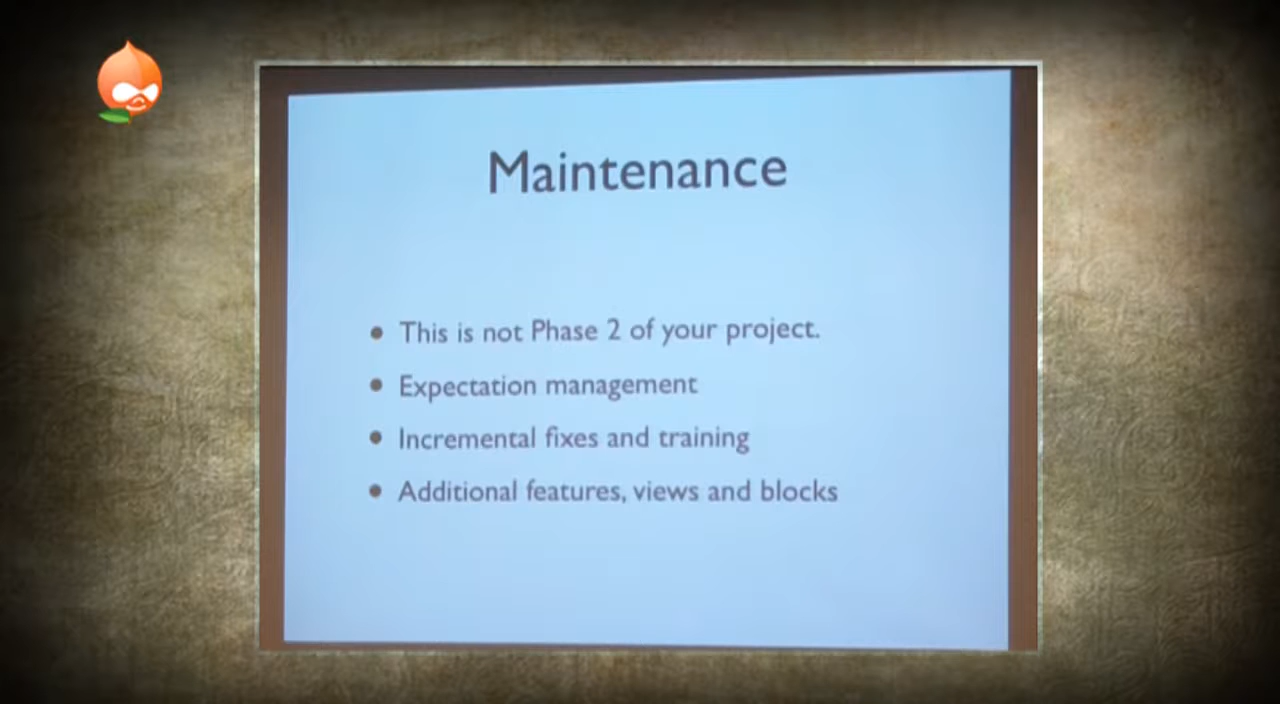 Maintenance
This is not Phase 2 of your project.
Expectation management
Incremental fixes and training
Additional features, views and blocks